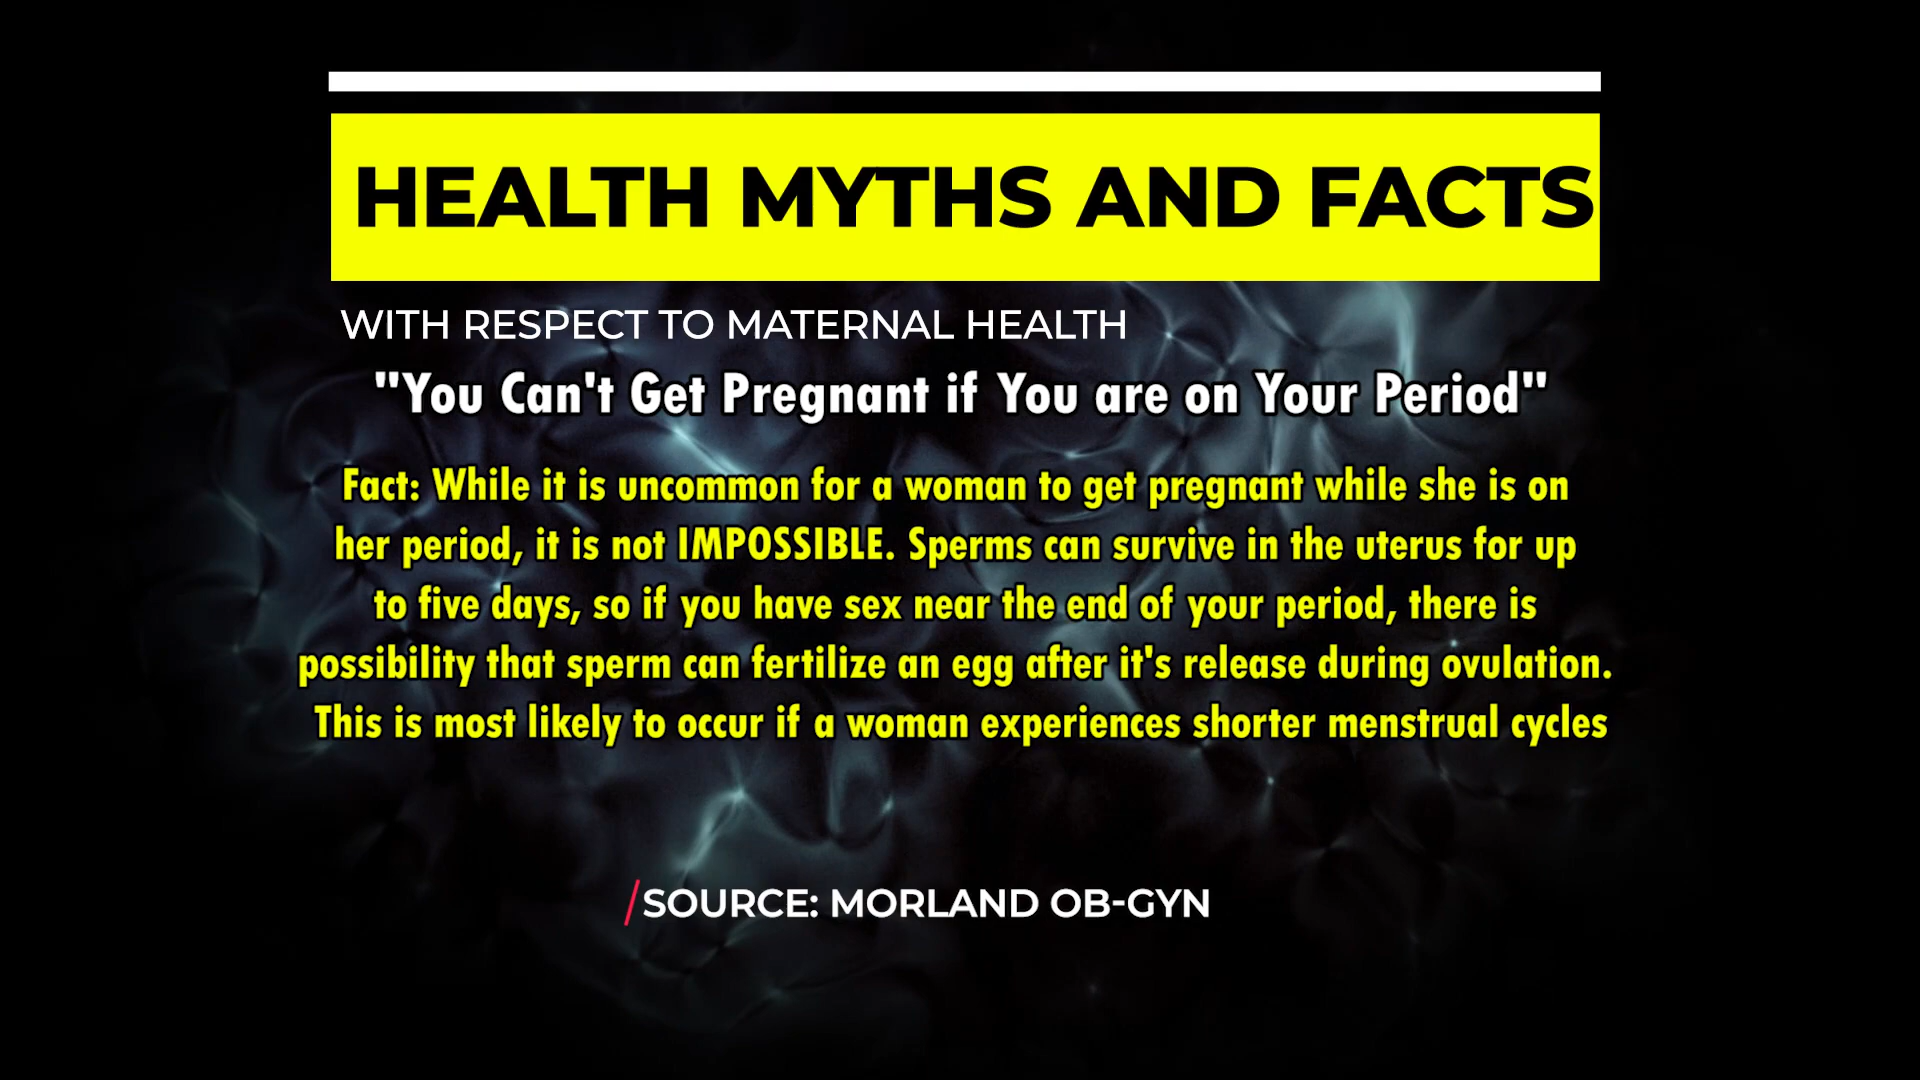 HEALTH MYTHS AND FACTS
WITH RESPECT TO MATERNAL HEALTH
"You Can't Get Pregnant if You are on Your Period"
Fact: While it is uncommon for a woman to get pregnant while she is on
her period, it is not IMPOSSIBLE. Sperms can survive in the uterus for up
to five days, so if you have sex near the end of your period, there is
possibility that sperm can fertilize an egg after it's release during ovulation.
This is most likely to occur if a woman experiences shorter menstrual cycles
/SOURCE: MORLAND OB-GYN